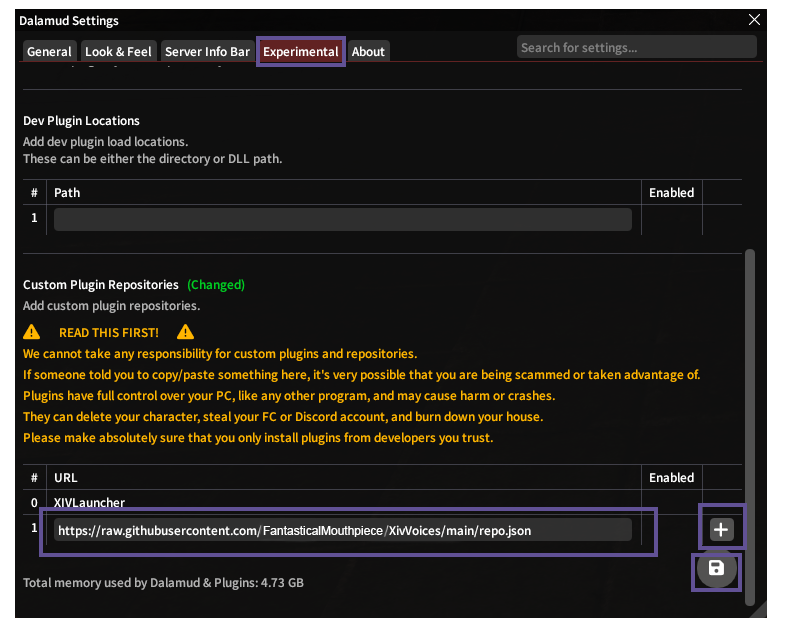 Dalamud Settings
General Look & Feel Server Info Bar Experimental About Search for settings...
Dev Plugin Locations
Add dev plugin load locations.
These can be either the directory or DLL path.
# Path Enabled
1
Custom Plugin Repositories (Changed)
Add custom plugin repositories.
READ THIS FIRST!
We cannot take any responsibility for custom plugins and repositories.
If someone told you to copy/paste something here, it's very possible that you are being scammed or taken advantage of.
Plugins have full control over your PC, like any other program, and may cause harm or crashes.
They can delete your character, steal your FC or Discord account, and burn down your house.
Please make absolutely sure that you only install plugins from developers you trust.
# URL Enabled
0 XIVLauncher
1 https://raw.githubusercontent.com/FantasticalMouthpiece/XivVoices/main/repo.json
Total memory used by Dalamud & Plugins: 4.73 GB